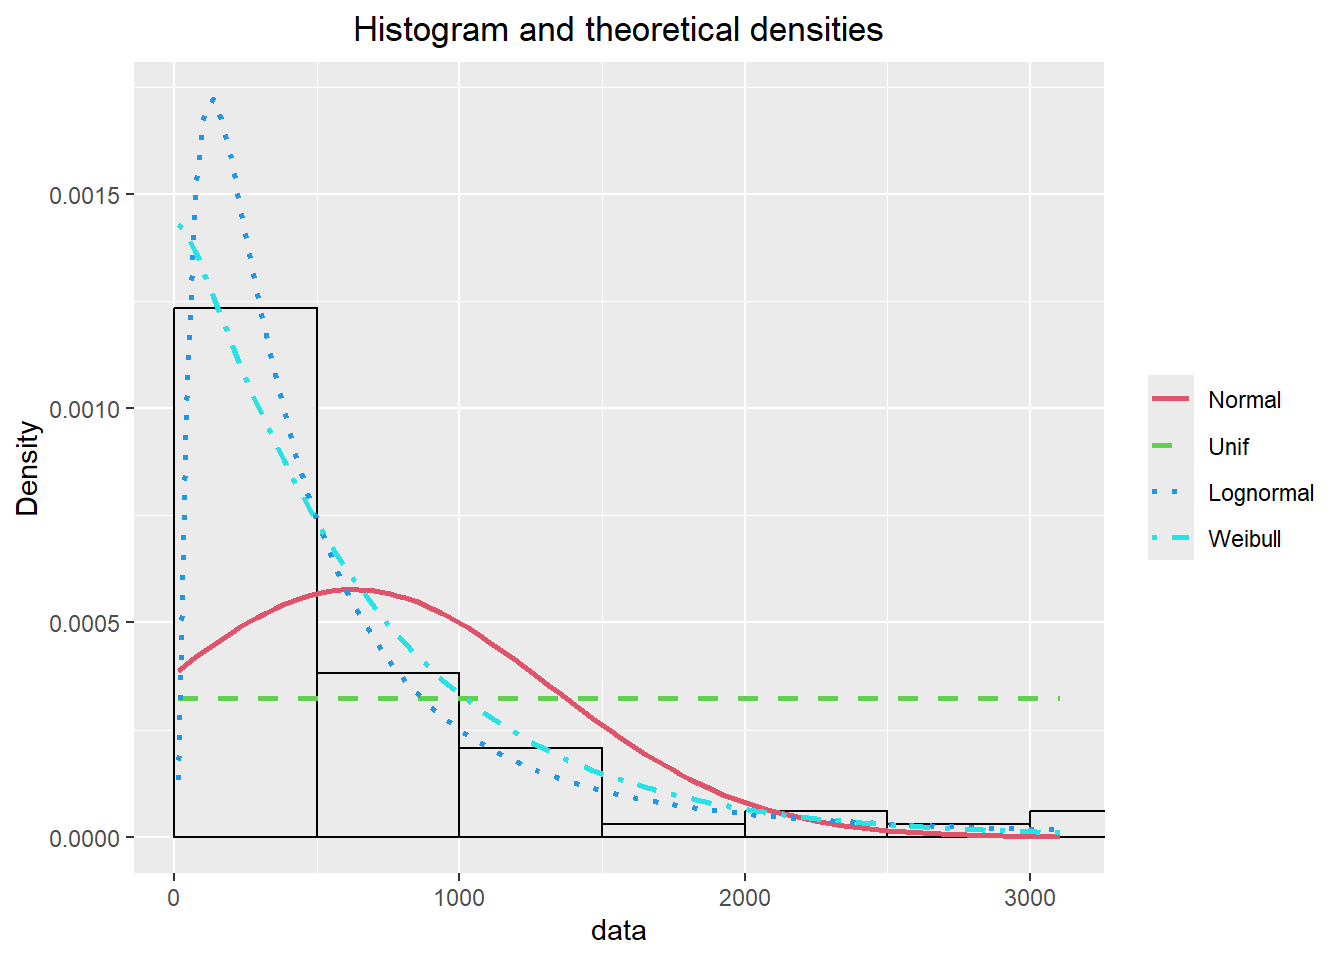 Histogram and theoretical densities
0.0015
0.0010
0.0005
0.0000
Density
0
1000
2000
3000
data
Normal
Unif
Lognormal
Weibull